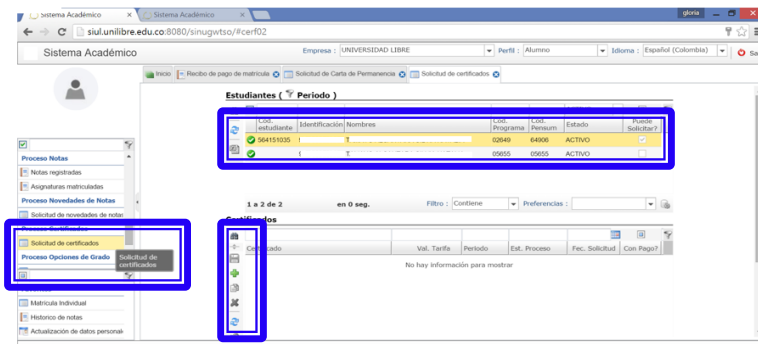 Sistema Académico
Sistema Académico
gloria
siul.unilibre.edu.co:8080/sinugwtso/#cerf02
Sistema Académico
Empresa : UNIVERSIDAD LIBRE
Perfil : Alumno
Idioma : Español (Colombia)
Sa
Inicio
Recibo de pago de matrícula
Solicitud de Carta de Permanencia
Solicitud de certificados
Estudiantes ( Periodo )
Cod. estudiante Identificación Nombres Cod. Programa Cod. Pensum Estado Puede Solicitar?
564151035 02649 64906 ACTIVO
05655 05655 ACTIVO
1 a 2 de 2 en 0 seg. Filtro : Contiene Preferencias :
Certificados
Certificado Val. Tarifa Periodo Est. Proceso Fec. Solicitud Con Pago?
No hay información para mostrar
Proceso Notas
Notas registradas
Asignaturas matriculadas
Proceso Novedades de Notas
Solicitud de novedades de notas
Proceso Certificados
Solicitud de certificados
Proceso Opciones de Grado
Solicitud de certificados
Matrícula Individual
Historico de notas
Actualización de datos personal